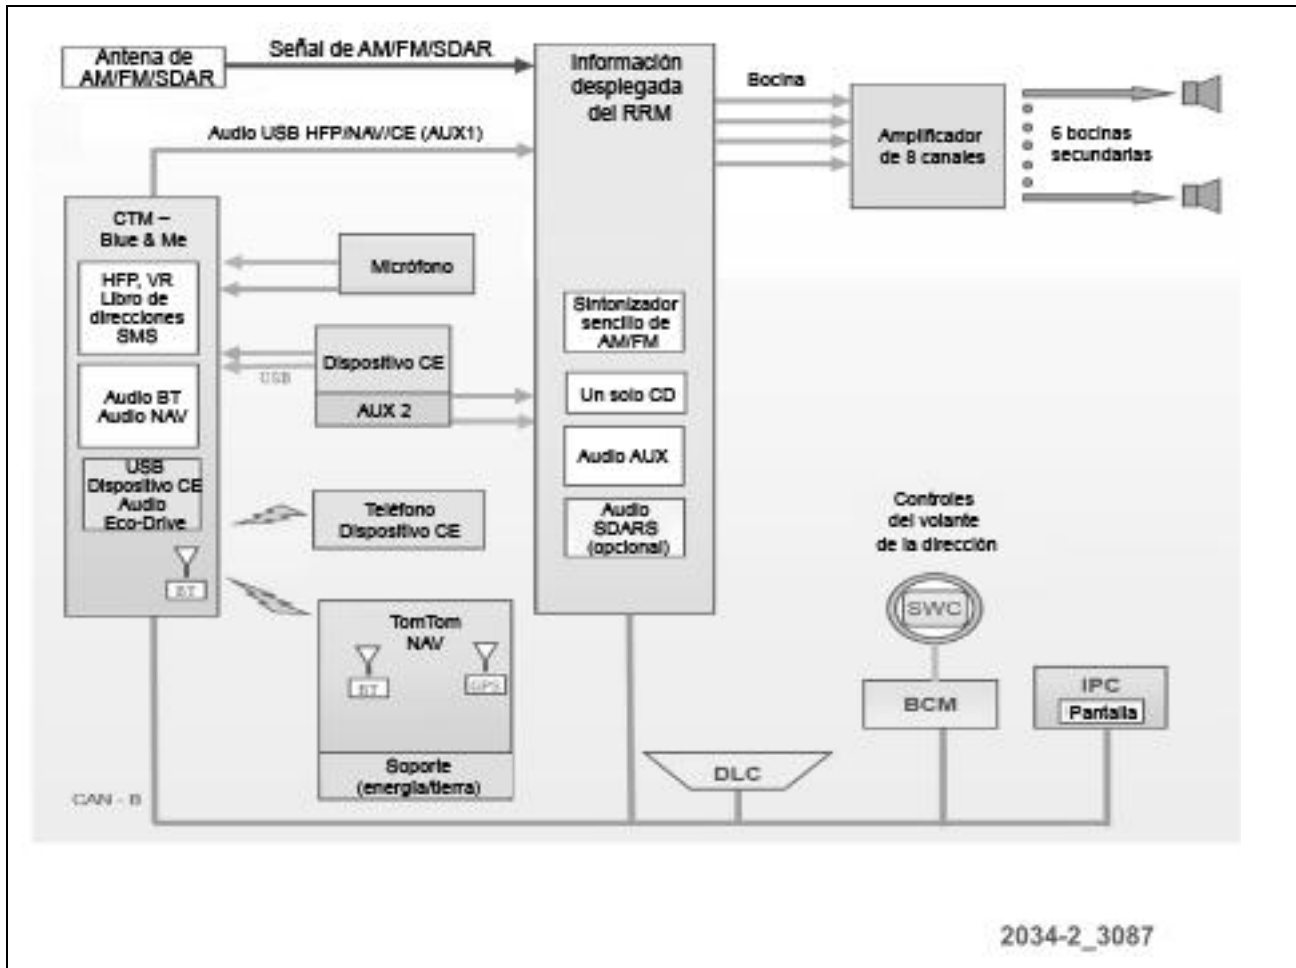 Antena de
AM/FM/SDAR
Señal de AM/FM/SDAR
Información
desplegada
del RRM
Bocina
Amplificador
de 8 canales
6 bocinas
secundarias
Audio USB HFP/NAV/CE (AUX1)
CTM –
Blue & Me
HFP, VR
Libro de
direcciones
SMS
Audio BT
Audio NAV
USB
Dispositivo CE
Audio
Eco-Drive
BT
Micrófono
Dispositivo CE
USB
AUX 2
Teléfono
Dispositivo CE
TomTom
NAV
BT
GPS
Soporte
(energía/tierra)
Sintonizador
sencillo de
AM/FM
Un solo CD
Audio AUX
Audio
SDARS
(opcional)
Controles
del volante
de la dirección
SWC
BCM
IPC
Pantalla
DLC
CAN - B
2034-2_3087